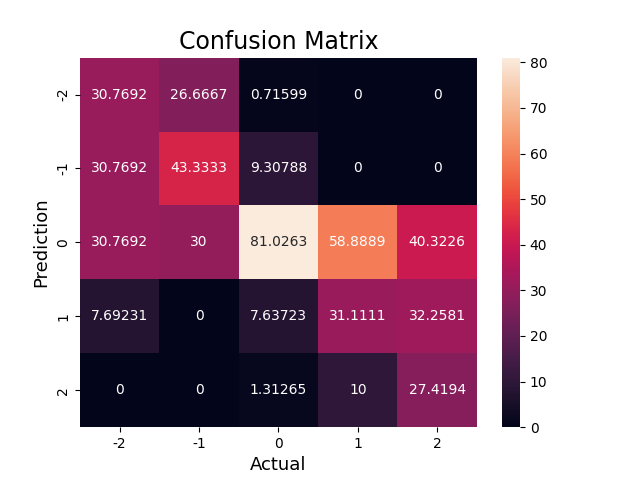 Confusion Matrix
80
-2 30.7692 26.6667 0.71599 0 0
70
-1 30.7692 43.3333 9.30788 0 0
60
50
Prediction
0 30.7692 30 81.0263 58.8889 40.3226
40
30
1 7.69231 0 7.63723 31.1111 32.2581
20
2 0 0 1.31265 10 27.4194
10
0
-2 -1 0 1 2
Actual